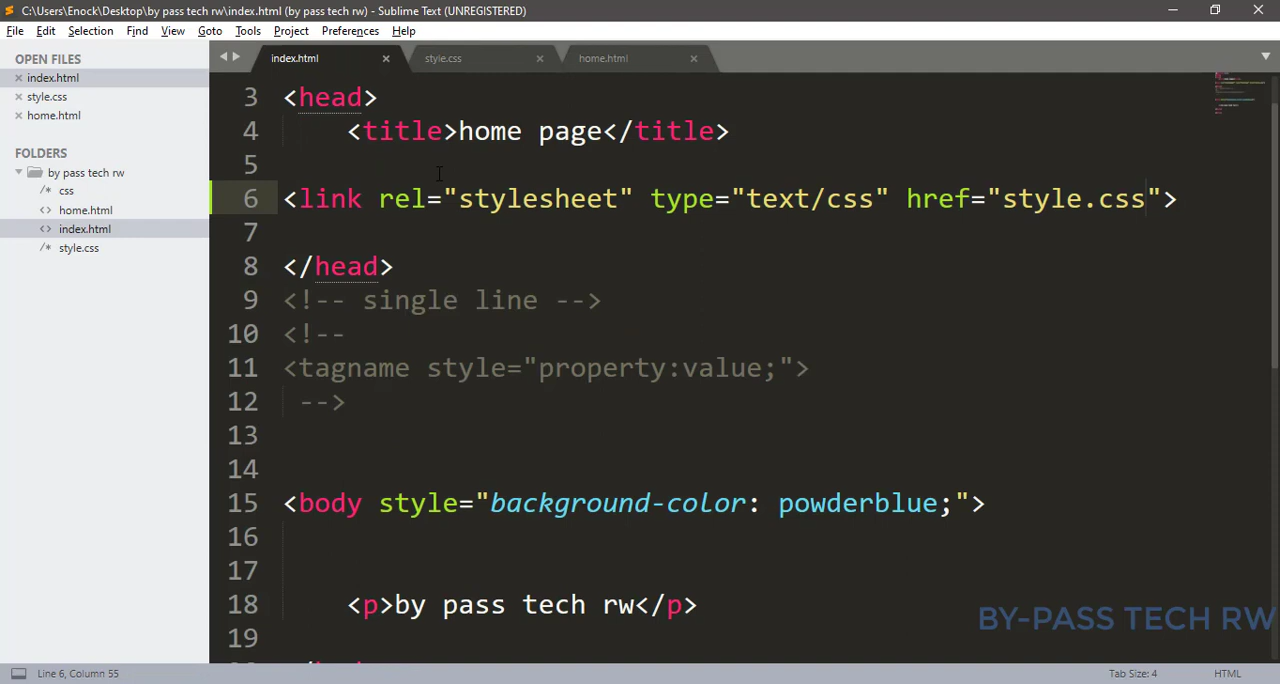 C:\Users\Enock\Desktop\by pass tech rw\index.html (by pass tech rw) - Sublime Text (UNREGISTERED)
File Edit Selection Find View Goto Tools Project Preferences Help
OPEN FILES
index.html
style.css
home.html
FOLDERS
by pass tech rw
/* css
<> home.html
<> index.html
/* style.css
index.html style.css home.html
3 <head>
4 <title>home page</title>
5
6 <link rel="stylesheet" type="text/css" href="style.css">
7
8 </head>
9 <!-- single line -->
10 <!--
11 <tagname style="property:value;">
12 -->
13
14
15 <body style="background-color: powderblue;">
16
17
18 <p>by pass tech rw</p>
19
BY-PASS TECH RW
Line 6, Column 55
Tab Size: 4
HTML